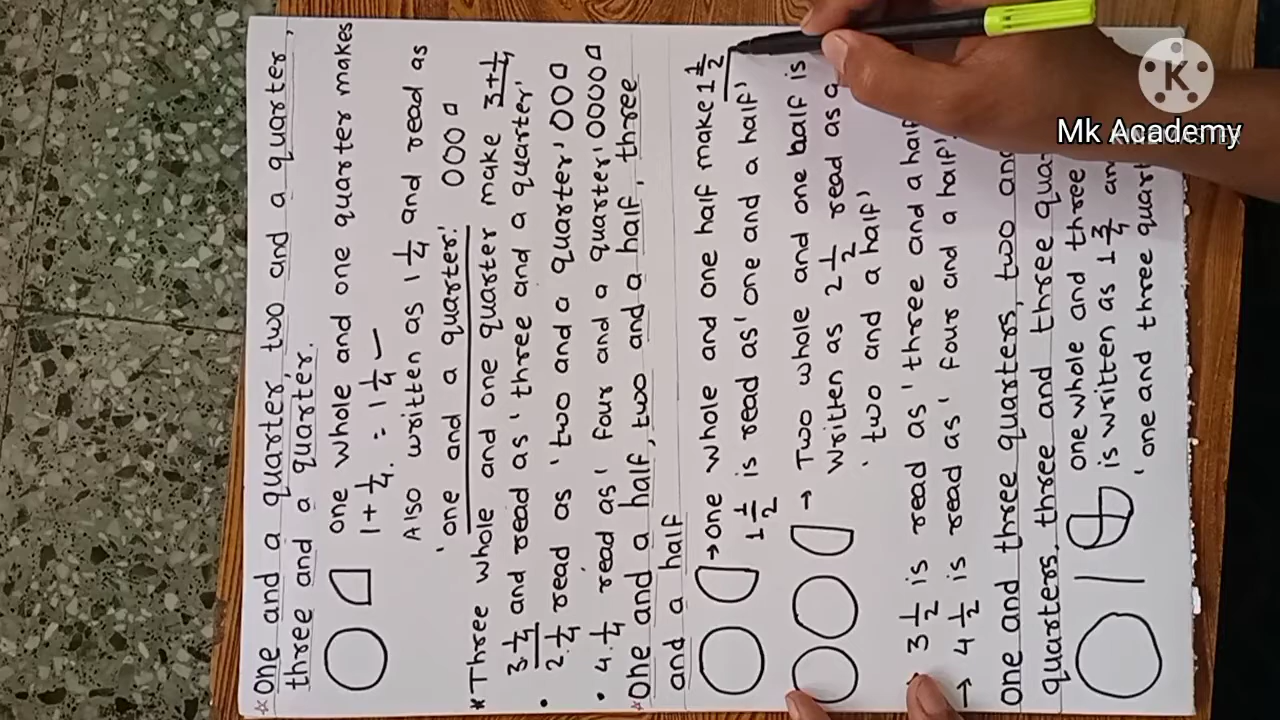 ☆ One and a quarter, two and a quarter,
three and a quarter.
one whole and one quarter makes
1 + 1/4 = 1 1/4
Also written as 1 1/4 and read as
'one and a quarter'.
* Three whole and one quarter make 3+1/4
3 1/4 and read as 'three and a quarter'
• 2 1/4 read as 'two and a quarter'
• 4 1/4 read as 'four and a quarter'
☆ One and a half, two and a half, three
and a half
→ One whole and one half make 1 1/2
1 1/2 is read as 'one and a half'
→ Two whole and one half is
written as 2 1/2 read as a
'two and a half'
3 1/2 is read as 'three and a half
→ 4 1/2 is read as 'four and a half'
One and three quarters, two and
quarters, three and three quar
one whole and three
is written as 1 3/4 an
'one and three quart
K
Mk Academy